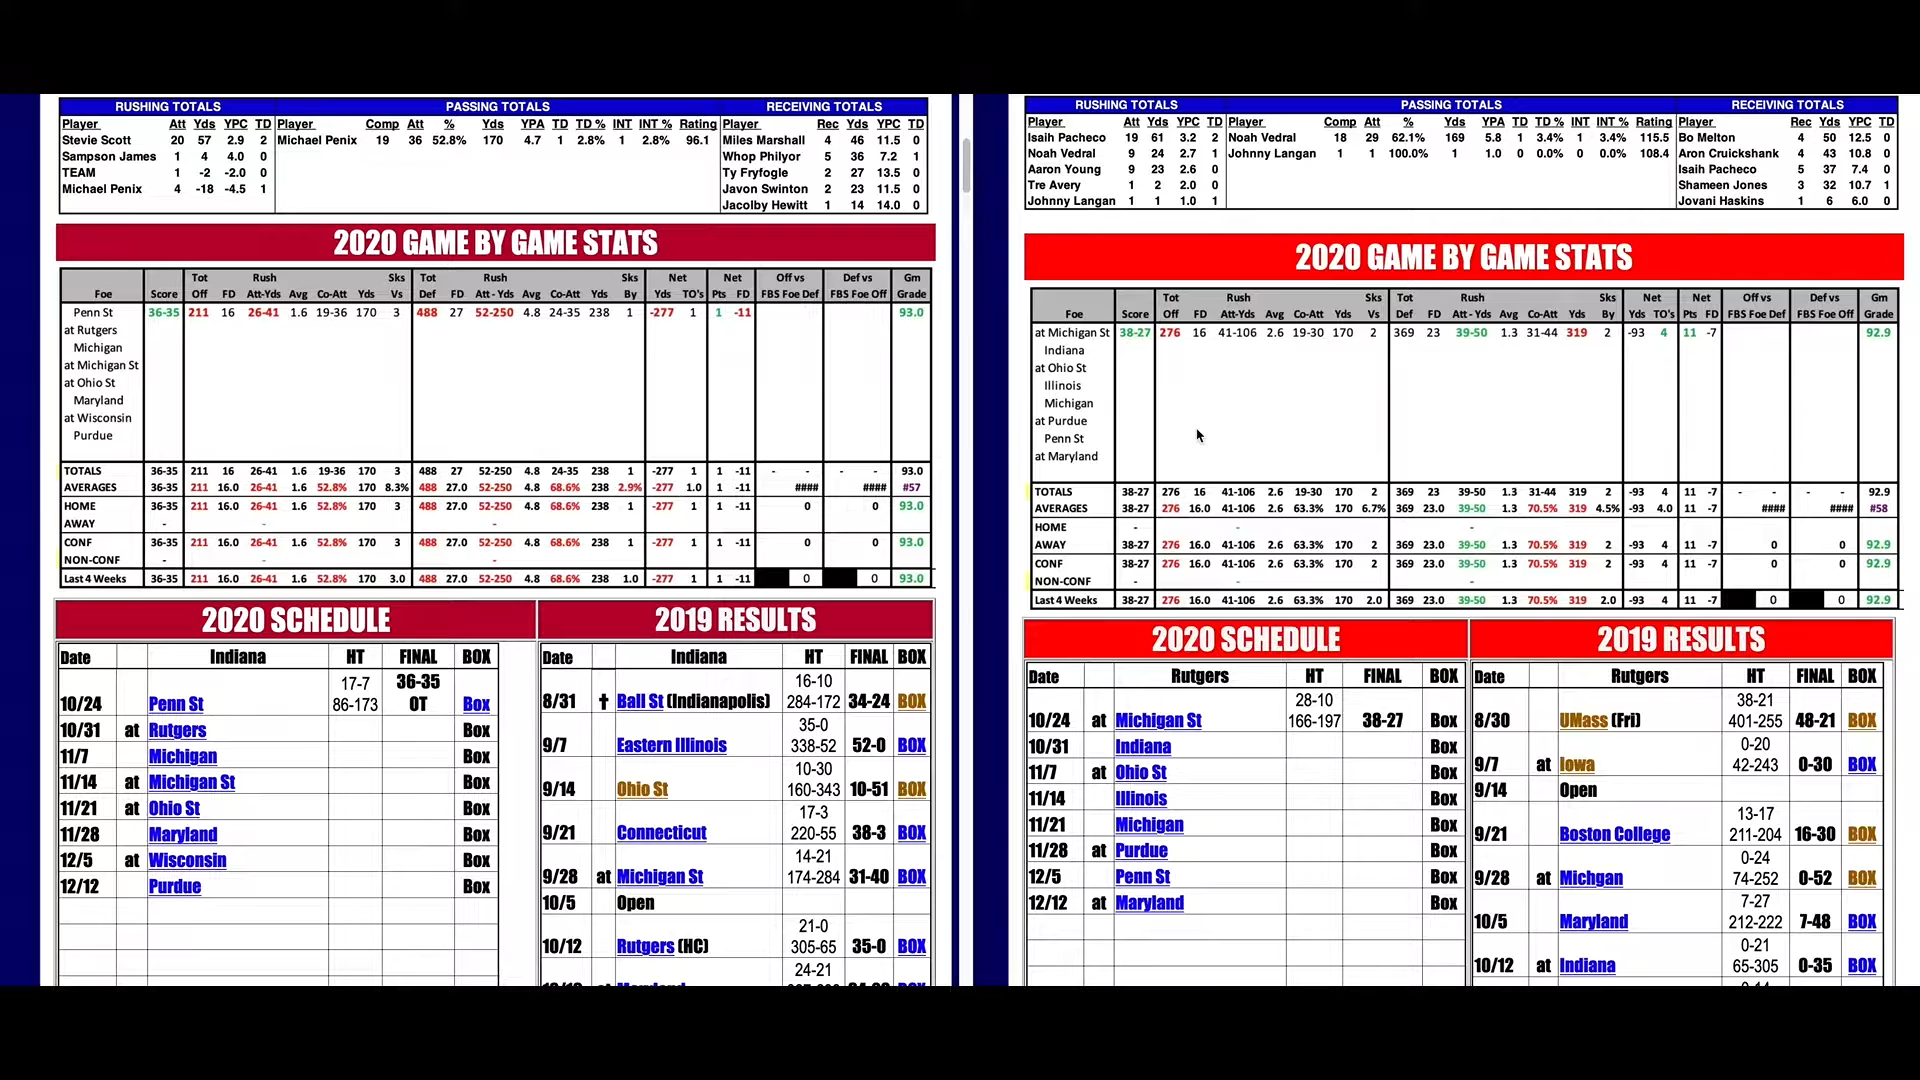 RUSHING TOTALS PASSING TOTALS RECEIVING TOTALS
Player Att Yds YPC TD Player Comp Att % Yds YPA TD TD % INT INT % Rating Player Rec Yds YPC TD
Stevie Scott 20 57 2.9 2 Michael Penix 19 36 52.8% 170 4.7 1 2.8% 1 2.8% 96.1 Miles Marshall 4 46 11.5 0
Sampson James 1 4 4.0 0 Whop Philyor 5 36 7.2 1
TEAM 1 -2 -2.0 0 Ty Fryfogle 2 27 13.5 0
Michael Penix 4 -18 -4.5 1 Javon Swinton 2 23 11.5 0
Jacolby Hewitt 1 14 14.0 0
2020 GAME BY GAME STATS
Tot Rush Sks Tot Rush Sks Net Net Off vs Def vs Gm
Foe Score Off FD Att-Yds Avg Co-Att Yds Vs Def FD Att - Yds Avg Co-Att Yds By Yds TO's Pts FD FBS Foe Def FBS Foe Off Grade
Penn St 36-35 211 16 26-41 1.6 19-36 170 3 488 27 52-250 4.8 24-35 238 1 -277 1 1 -11 93.0
at Rutgers
Michigan
at Michigan St
at Ohio St
Maryland
at Wisconsin
Purdue
TOTALS 36-35 211 16 26-41 1.6 19-36 170 3 488 27 52-250 4.8 24-35 238 1 -277 1 1 -11 - - - - 93.0
AVERAGES 36-35 211 16.0 26-41 1.6 52.8% 170 8.3% 488 27.0 52-250 4.8 68.6% 238 2.9% -277 1.0 1 -11 #### #### #57
HOME 36-35 211 16.0 26-41 1.6 52.8% 170 3 488 27.0 52-250 4.8 68.6% 238 1 -277 1 1 -11 0 0 93.0
AWAY - - -
CONF 36-35 211 16.0 26-41 1.6 52.8% 170 3 488 27.0 52-250 4.8 68.6% 238 1 -277 1 1 -11 0 0 93.0
NON-CONF - - -
Last 4 Weeks 36-35 211 16.0 26-41 1.6 52.8% 170 3.0 488 27.0 52-250 4.8 68.6% 238 1.0 -277 1 1 -11 0 0 93.0
2020 SCHEDULE
Date Indiana HT FINAL BOX
17-7 36-35
10/24 Penn St 86-173 OT Box
10/31 at Rutgers Box
11/7 Michigan Box
11/14 at Michigan St Box
11/21 at Ohio St Box
11/28 Maryland Box
12/5 at Wisconsin Box
12/12 Purdue Box
2019 RESULTS
Date Indiana HT FINAL BOX
16-10
8/31 ✝ Ball St (Indianapolis) 284-172 34-24 BOX
35-0
9/7 Eastern Illinois 338-52 52-0 BOX
10-30
9/14 Ohio St 160-343 10-51 BOX
17-3
9/21 Connecticut 220-55 38-3 BOX
14-21
9/28 at Michigan St 174-284 31-40 BOX
10/5 Open
21-0
10/12 Rutgers (HC) 305-65 35-0 BOX
24-21
RUSHING TOTALS PASSING TOTALS RECEIVING TOTALS
Player Att Yds YPC TD Player Comp Att % Yds YPA TD TD % INT INT % Rating Player Rec Yds YPC TD
Isaih Pacheco 19 61 3.2 2 Noah Vedral 18 29 62.1% 169 5.8 1 3.4% 1 3.4% 115.5 Bo Melton 4 50 12.5 0
Noah Vedral 9 24 2.7 1 Johnny Langan 1 1 100.0% 1 1.0 0 0.0% 0 0.0% 108.4 Aron Cruickshank 4 43 10.8 0
Aaron Young 9 23 2.6 0 Isaih Pacheco 5 37 7.4 0
Tre Avery 1 2 2.0 0 Shameen Jones 3 32 10.7 1
Johnny Langan 1 1 1.0 1 Jovani Haskins 1 6 6.0 0
2020 GAME BY GAME STATS
Tot Rush Sks Tot Rush Sks Net Net Off vs Def vs Gm
Foe Score Off FD Att-Yds Avg Co-Att Yds Vs Def FD Att - Yds Avg Co-Att Yds By Yds TO's Pts FD FBS Foe Def FBS Foe Off Grade
at Michigan St 38-27 276 16 41-106 2.6 19-30 170 2 369 23 39-50 1.3 31-44 319 2 -93 4 11 -7 92.9
Indiana
at Ohio St
Illinois
Michigan
at Purdue
Penn St
at Maryland
TOTALS 38-27 276 16 41-106 2.6 19-30 170 2 369 23 39-50 1.3 31-44 319 2 -93 4 11 -7 - - - - 92.9
AVERAGES 38-27 276 16.0 41-106 2.6 63.3% 170 6.7% 369 23.0 39-50 1.3 70.5% 319 4.5% -93 4.0 11 -7 #### #### #58
HOME - - -
AWAY 38-27 276 16.0 41-106 2.6 63.3% 170 2 369 23.0 39-50 1.3 70.5% 319 2 -93 4 11 -7 0 0 92.9
CONF 38-27 276 16.0 41-106 2.6 63.3% 170 2 369 23.0 39-50 1.3 70.5% 319 2 -93 4 11 -7 0 0 92.9
NON-CONF - - -
Last 4 Weeks 38-27 276 16.0 41-106 2.6 63.3% 170 2.0 369 23.0 39-50 1.3 70.5% 319 2.0 -93 4 11 -7 0 0 92.9
2020 SCHEDULE
Date Rutgers HT FINAL BOX
28-10
10/24 at Michigan St 166-197 38-27 Box
10/31 Indiana Box
11/7 at Ohio St Box
11/14 Illinois Box
11/21 Michigan Box
11/28 at Purdue Box
12/5 Penn St Box
12/12 at Maryland Box
2019 RESULTS
Date Rutgers HT FINAL BOX
38-21
8/30 UMass (Fri) 401-255 48-21 BOX
0-20
9/7 at Iowa 42-243 0-30 BOX
9/14 Open
13-17
9/21 Boston College 211-204 16-30 BOX
0-24
9/28 at Michgan 74-252 0-52 BOX
7-27
10/5 Maryland 212-222 7-48 BOX
0-21
10/12 at Indiana 65-305 0-35 BOX